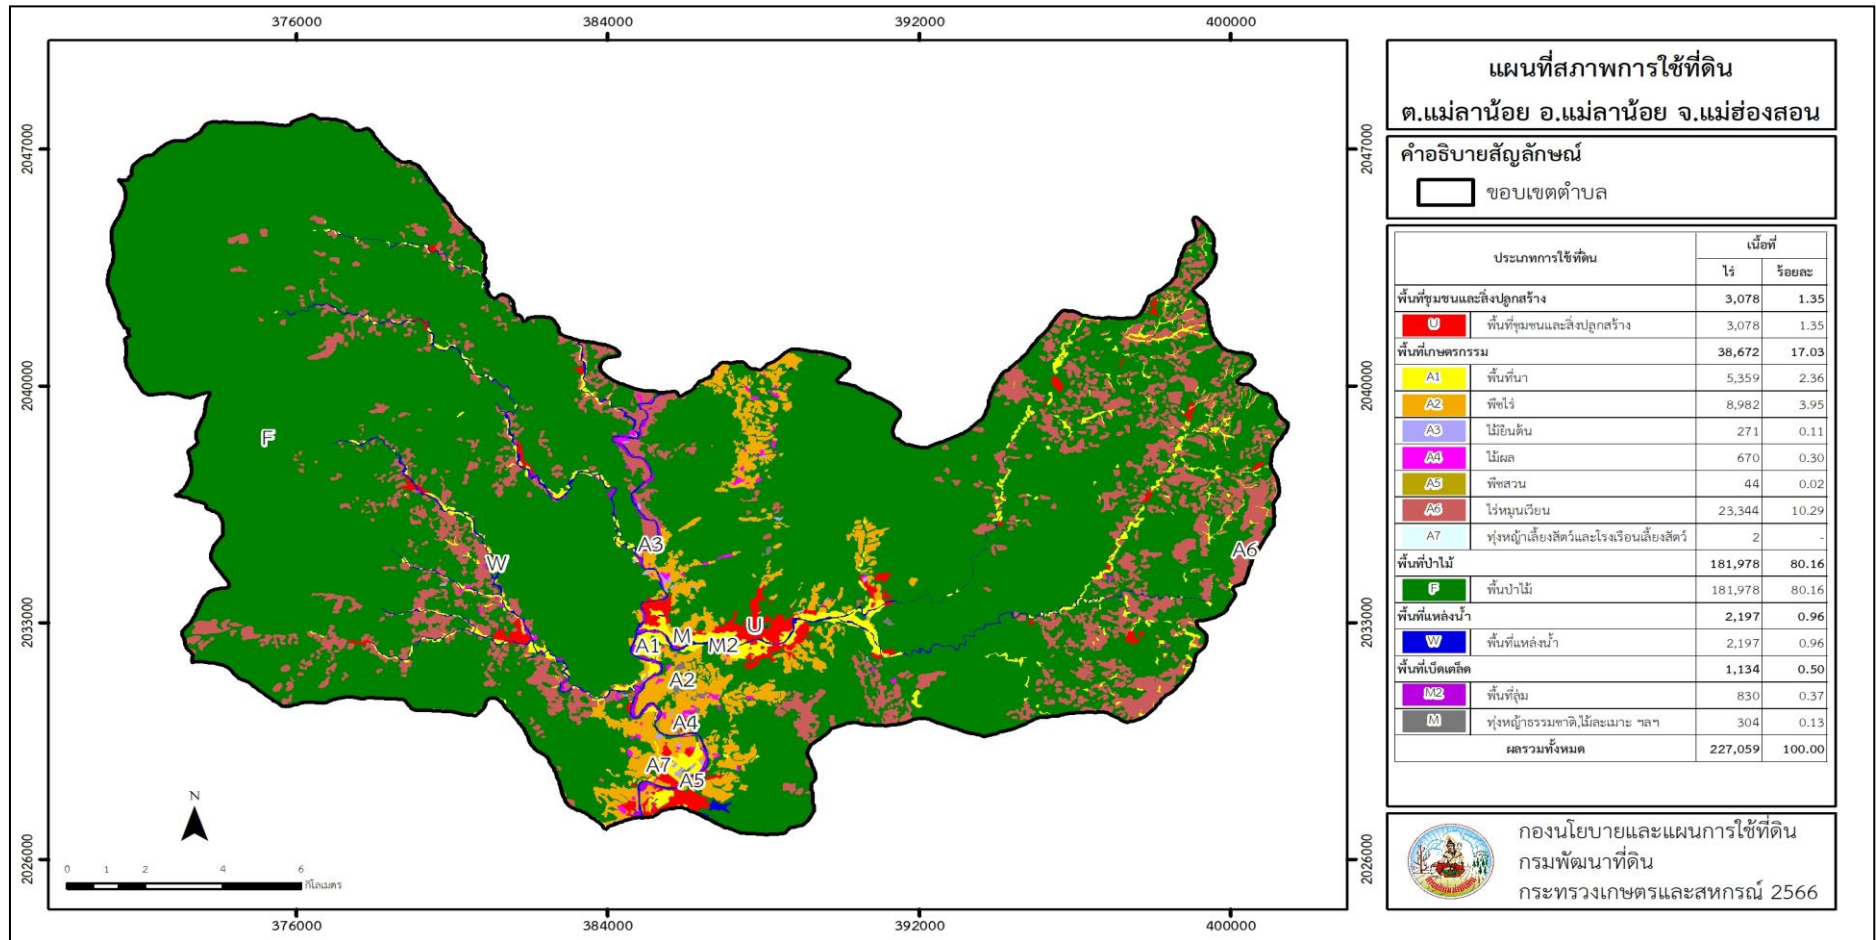 376000 384000 392000 400000
2047000 2047000
2040000 2040000
2033000 2033000
2026000 2026000
F
W
A3
A6
U
M
A1
M2
A2
A4
A7
A5
N
0 1 2 4 6
กิโลเมตร
376000 384000 392000 400000
แผนที่สภาพการใช้ที่ดิน
ต.แม่ลาน้อย อ.แม่ลาน้อย จ.แม่ฮ่องสอน
คำอธิบายสัญลักษณ์
ขอบเขตตำบล
ประเภทการใช้ที่ดิน เนื้อที่
ไร่ ร้อยละ
พื้นที่ชุมชนและสิ่งปลูกสร้าง 3,078 1.35
U พื้นที่ชุมชนและสิ่งปลูกสร้าง 3,078 1.35
พื้นที่เกษตรกรรม 38,672 17.03
A1 พื้นที่นา 5,359 2.36
A2 พืชไร่ 8,982 3.95
A3 ไม้ยืนต้น 271 0.11
A4 ไม้ผล 670 0.30
A5 พืชสวน 44 0.02
A6 ไร่หมุนเวียน 23,344 10.29
A7 ทุ่งหญ้าเลี้ยงสัตว์และโรงเรือนเลี้ยงสัตว์ 2 -
พื้นที่ป่าไม้ 181,978 80.16
F พื้นป่าไม้ 181,978 80.16
พื้นที่แหล่งน้ำ 2,197 0.96
W พื้นที่แหล่งน้ำ 2,197 0.96
พื้นที่เบ็ดเตล็ด 1,134 0.50
M2 พื้นที่ลุ่ม 830 0.37
M ทุ่งหญ้าธรรมชาติ,ไม้ละเมาะ ฯลฯ 304 0.13
ผลรวมทั้งหมด 227,059 100.00
กองนโยบายและแผนการใช้ที่ดิน
กรมพัฒนาที่ดิน
กระทรวงเกษตรและสหกรณ์ 2566